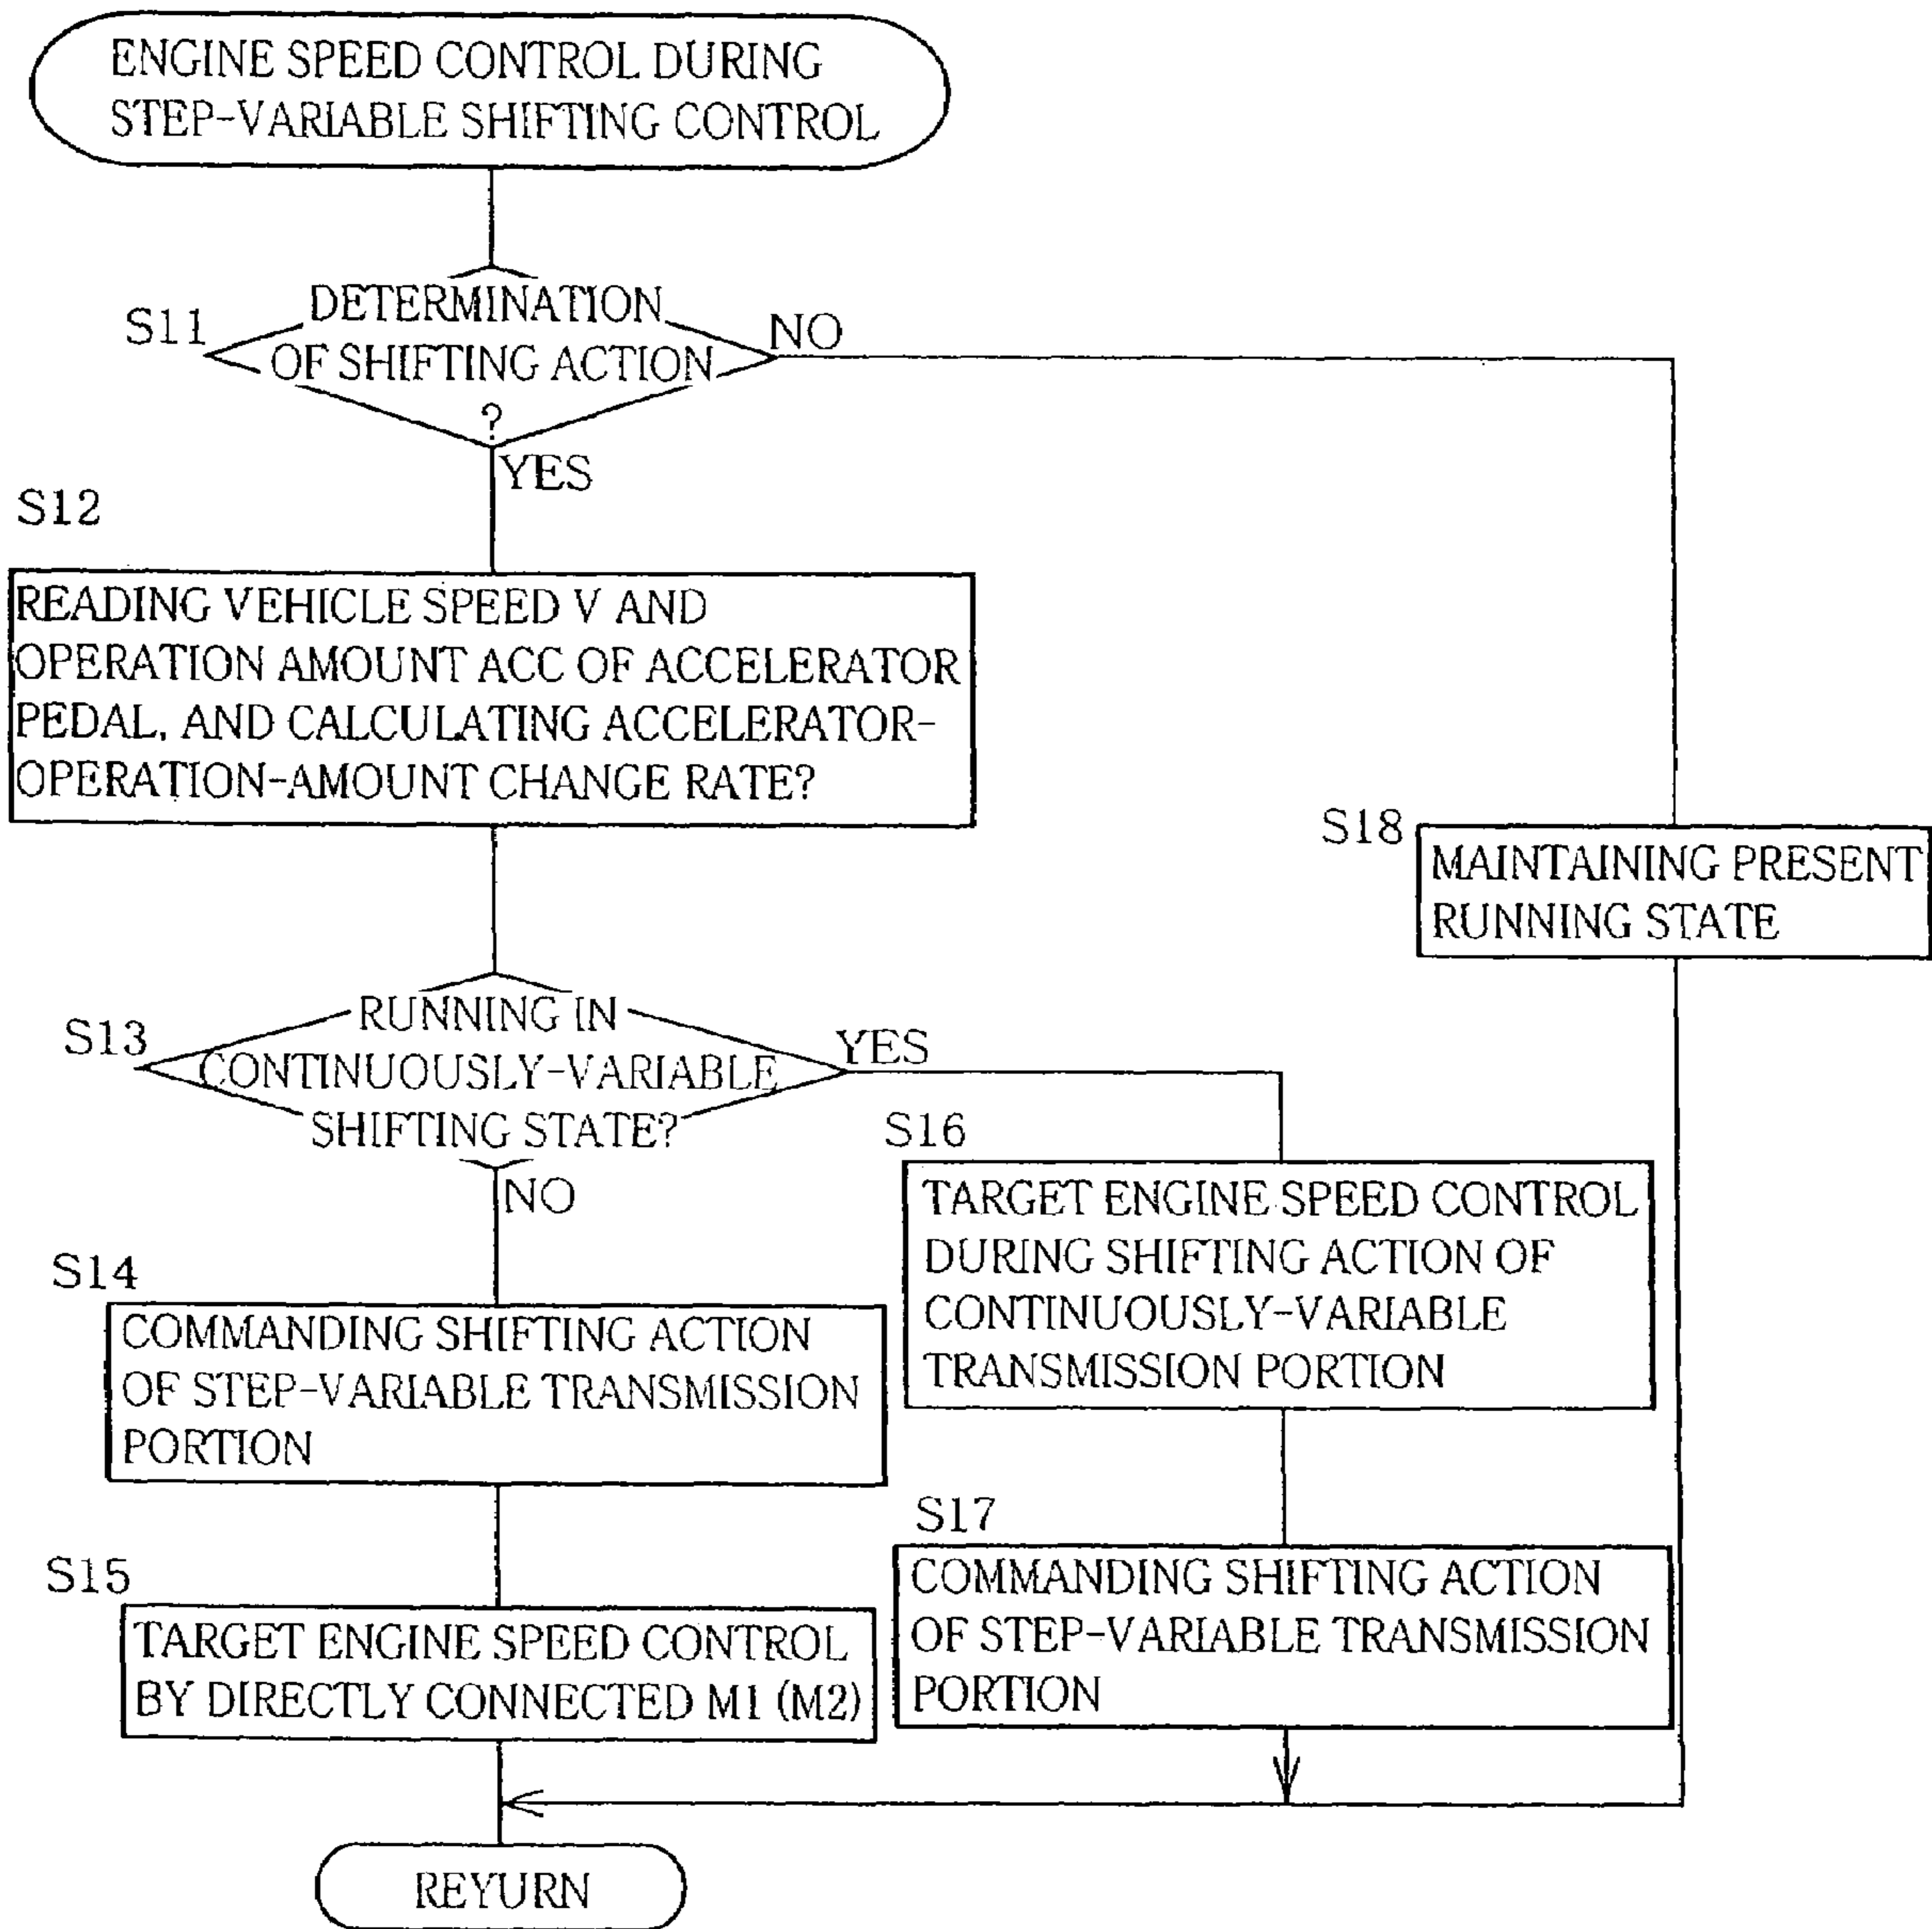 ENGINE SPEED CONTROL DURING
STEP-VARIABLE SHIFTING CONTROL
S11
DETERMINATION
OF SHIFTING ACTION
?
NO
YES
S12
READING VEHICLE SPEED V AND
OPERATION AMOUNT ACC OF ACCELERATOR
PEDAL, AND CALCULATING ACCELERATOR-
OPERATION-AMOUNT CHANGE RATE?
S18
MAINTAINING PRESENT
RUNNING STATE
S13
RUNNING IN
CONTINUOUSLY-VARIABLE
SHIFTING STATE?
YES
NO
S14
COMMANDING SHIFTING ACTION
OF STEP-VARIABLE TRANSMISSION
PORTION
S15
TARGET ENGINE SPEED CONTROL
BY DIRECTLY CONNECTED M1 (M2)
S16
TARGET ENGINE SPEED CONTROL
DURING SHIFTING ACTION OF
CONTINUOUSLY-VARIABLE
TRANSMISSION PORTION
S17
COMMANDING SHIFTING ACTION
OF STEP-VARIABLE TRANSMISSION
PORTION
REYURN